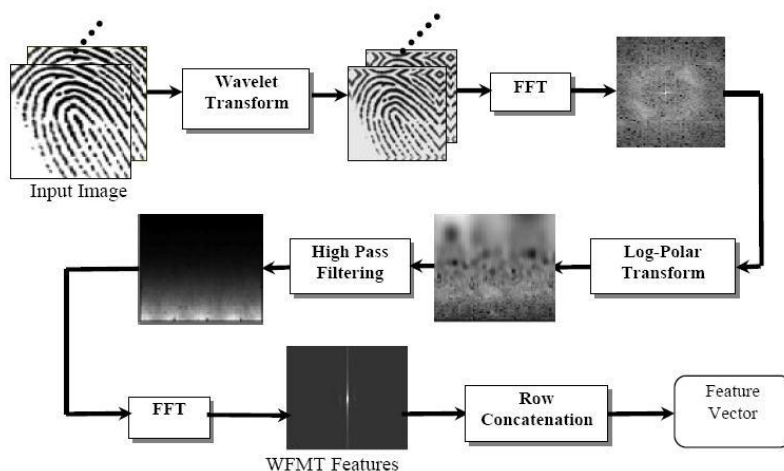 Wavelet
Transform
FFT
Input Image
High Pass
Filtering
Log-Polar
Transform
FFT
Row
Concatenation
Feature
Vector
WFMT Features